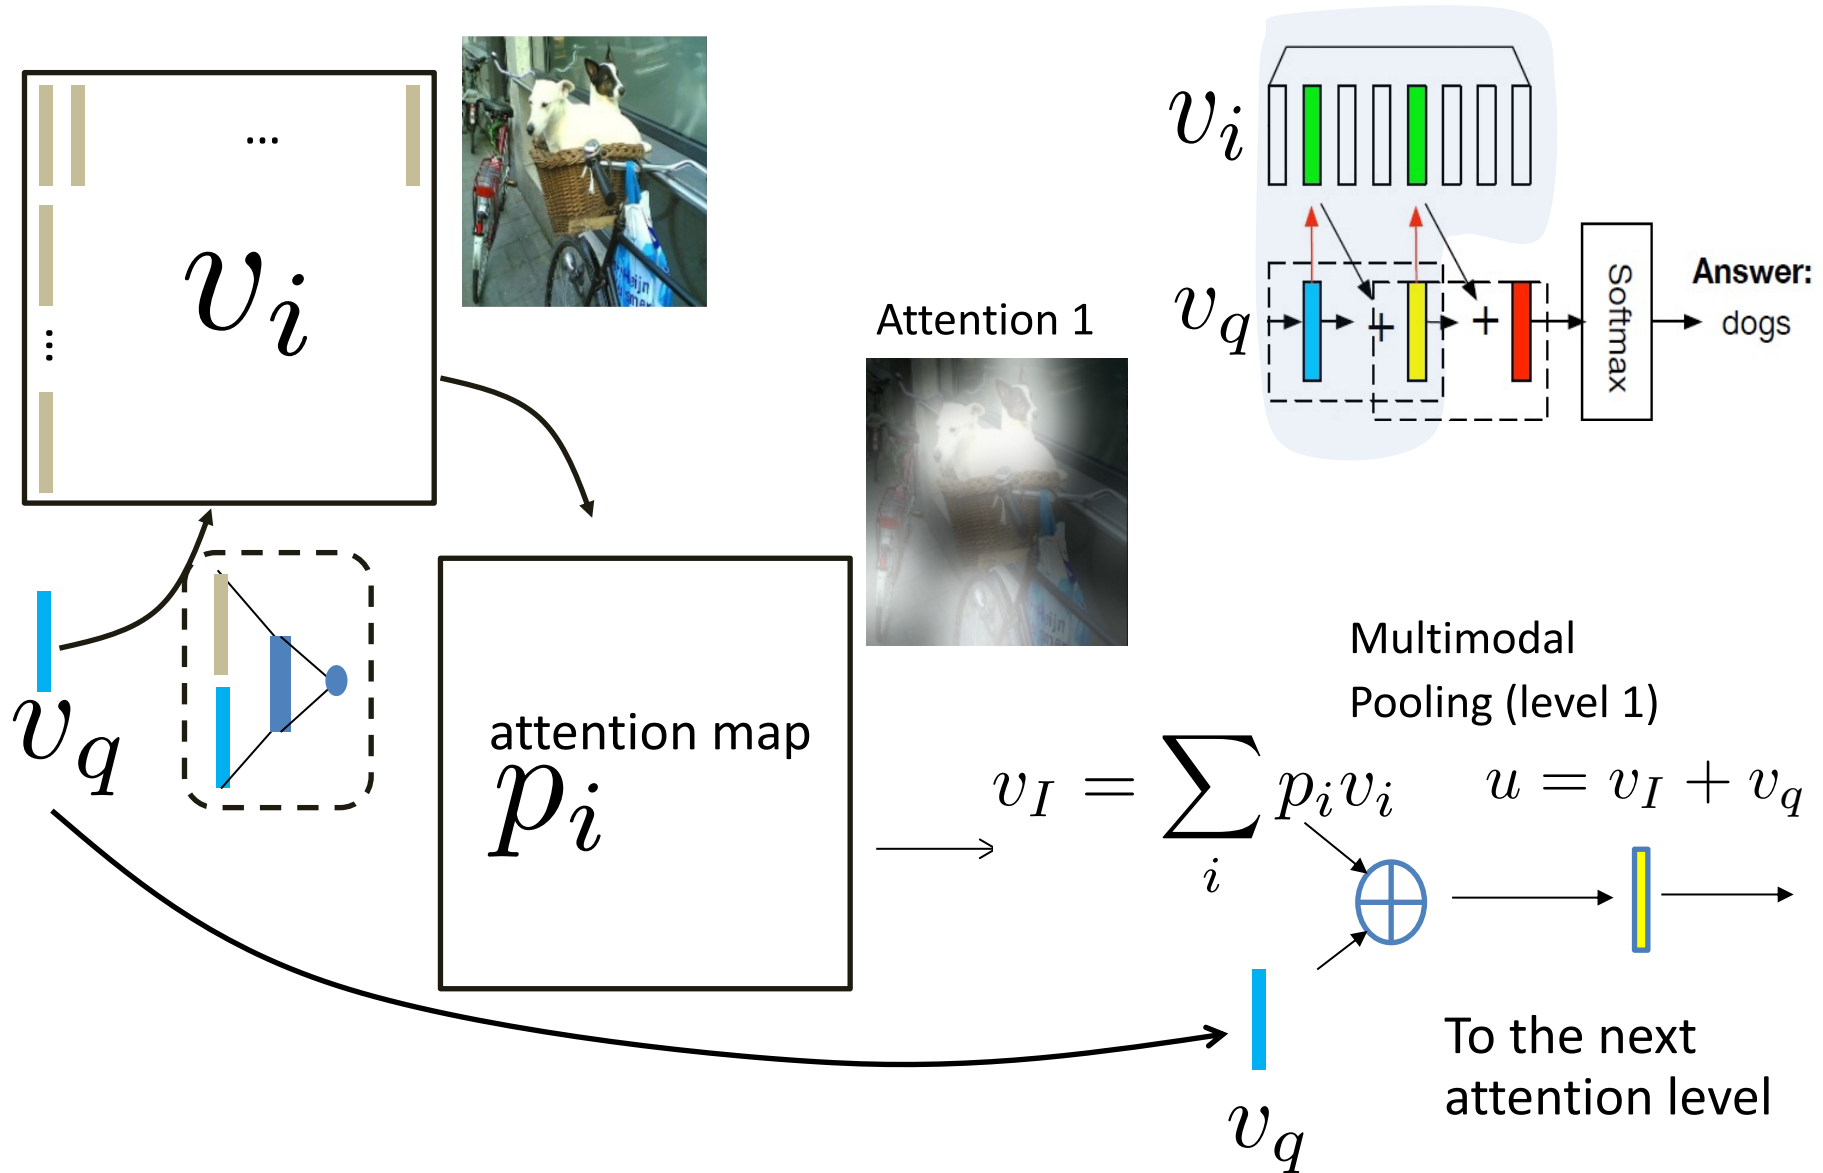 ...
v_i
...
v_q
Attention 1
attention map
p_i
v_i
v_q
+
+
Softmax
Answer:
dogs
Multimodal
Pooling (level 1)
v_I = \sum_i p_i v_i
u = v_I + v_q
v_q
To the next
attention level